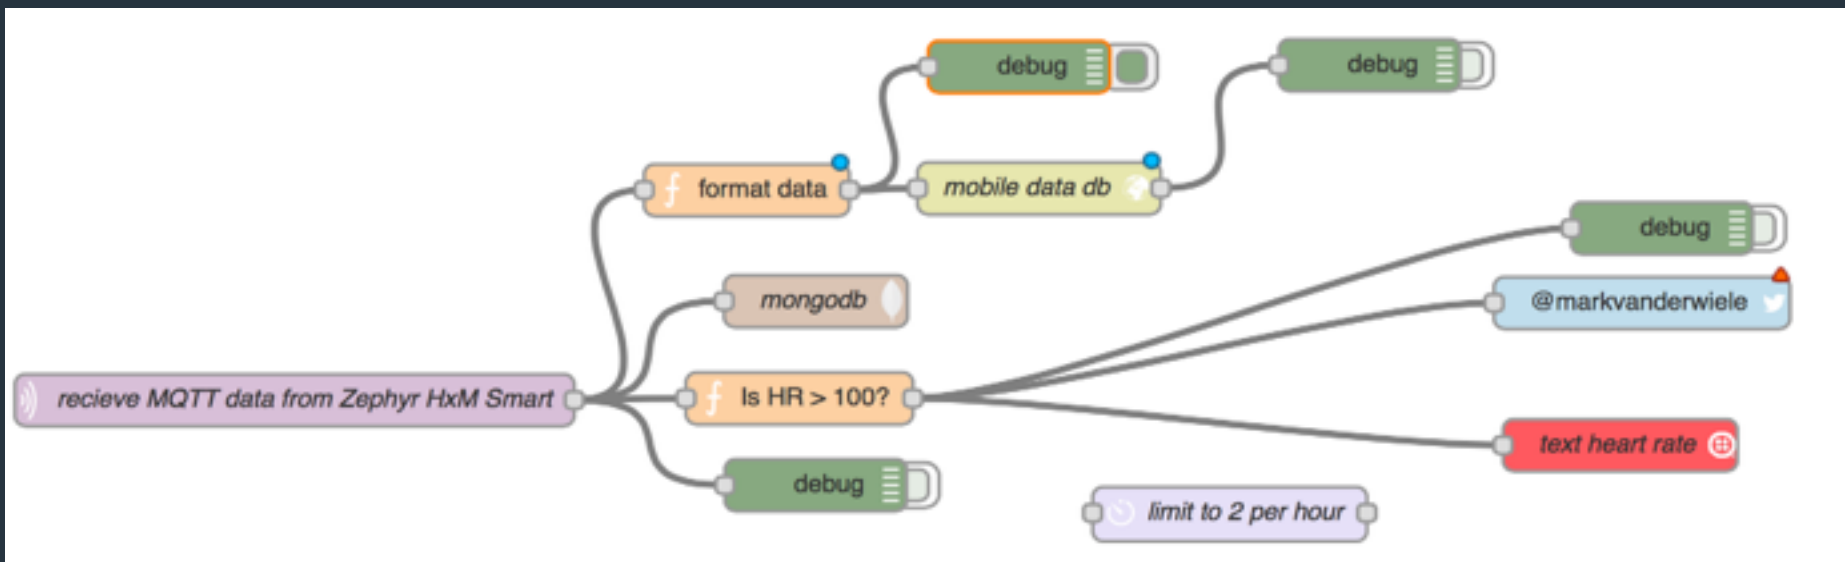 debug
debug
format data
mobile data db
debug
mongodb
@markvanderwiele
recieve MQTT data from Zephyr HxM Smart
Is HR > 100?
text heart rate
debug
limit to 2 per hour